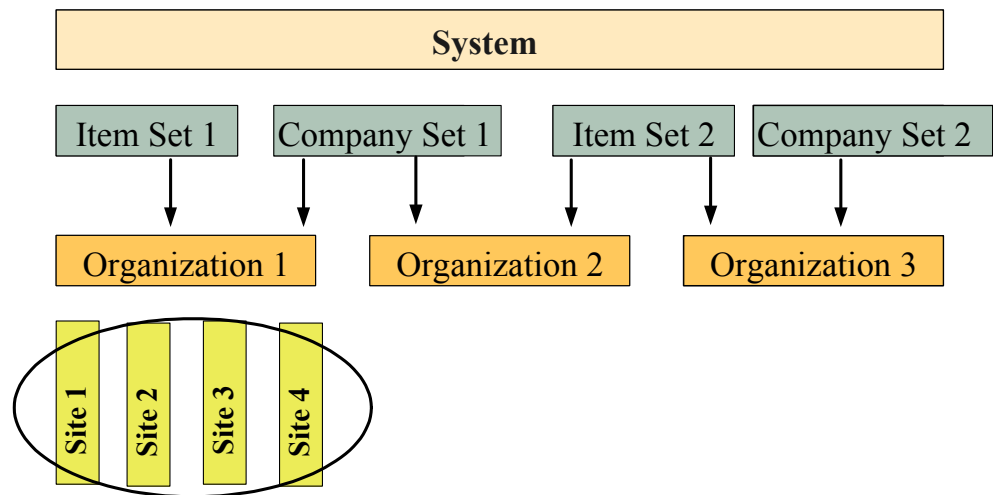 System
Item Set 1
Company Set 1
Item Set 2
Company Set 2
Organization 1
Organization 2
Organization 3
Site 1
Site 2
Site 3
Site 4